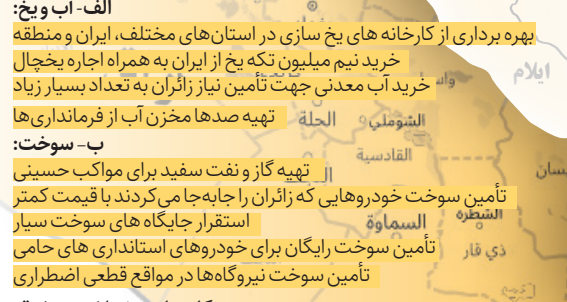 الف- آب و یخ:
بهره برداری از کارخانه های یخ سازی در استان‌های مختلف، ایران و منطقه
خرید نیم میلیون تکه یخ از ایران به همراه اجاره یخچال
ایلام
خرید آب معدنی جهت تأمین نیاز زائران به تعداد بسیار زیاد
تهیه صدها مخزن آب از فرمانداری‌ها
الحلة
الشوملي
ب- سوخت:
القادسية
تهیه گاز و نفت سفید برای مواکب حسینی
تأمین سوخت خودروهایی که زائران را جابه‌جا می‌کردند با قیمت کمتر
استقرار جایگاه های سوخت سیار
السماوة
الشطرة
تأمین سوخت رایگان برای خودروهای استانداری های حامی
ذي قار
تأمین سوخت نیروگاه‌ها در مواقع قطعی اضطراری